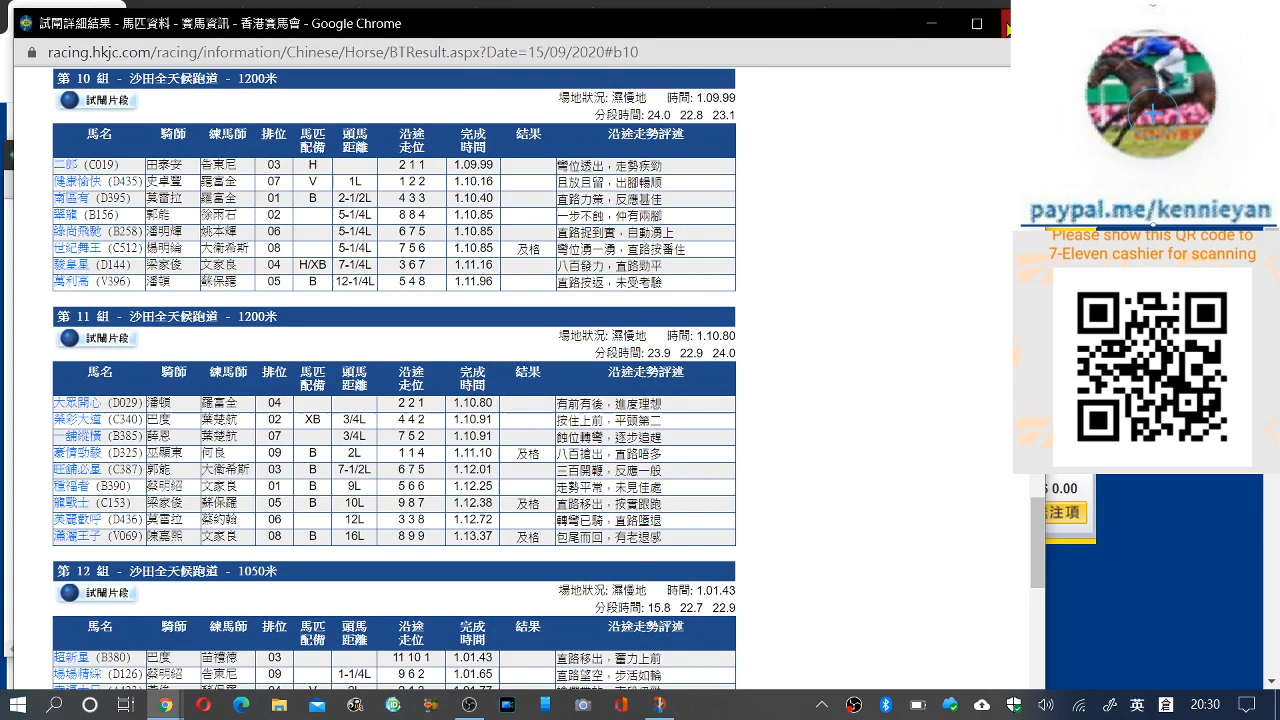 試閘詳細結果 - 馬匹資料 - 賽馬資訊 - 香港賽馬會 - Google Chrome
racing.hkjc.com/racing/information/Chinese/Horse/BTResult.aspx?Date=15/09/2020#b10
第 10 組 - 沙田全天候跑道 - 1200米
試閘片段
場地狀況: 濕慢地 時間: 1.09.99
分段時間: 24.0 22.8 23.1
馬名 騎師 練馬師 排位 馬匹配備 頭馬距離 沿途走位 完成時間 結果 沿途走勢評述
(C019) 田泰安 告東尼 03 H 2 1 1 1.09.99 彎位透出，走勢疾勁
健康愉快 (D435) 史卓豐 羅富全 07 V 1L 1 2 2 1.10.16 且放且留，出腳暢順
南區有 (D395) 莫雷拉 羅富全 01 B 2-1/2L 4 3 3 1.10.40 直路力策，反應甚佳
翠龍 (B156) 郭能 徐雨石 02 5-1/4L 8 8 4 1.10.85 一步不蝕，仲有兩腳
綠紀飛馳 (B258) 潘明輝 姚本輝 06 5-1/4L 6 7 5 1.10.85 直路捉到實，自動湧上
世紀舞王 (C512) 楊明綸 大衛希斯 08 5-1/4L 7 5 6 1.10.85 及格 彎位湧一湧，直路按番住
駿皇星 (D144) 梁家俊 文家良 04 H/XB 7-1/4L 3 6 7 1.11.16 八百發力，直路勁平
萬利高 (V396) 潘頓 蘇保羅 05 B 12-1/4L 5 4 8 1.11.96 直路按返，未受考驗
第 11 組 - 沙田全天候跑道 - 1200米
試閘片段
場地狀況: 濕慢地 時間: 1.10.80
分段時間: 23.9 22.9 24.0
馬名 騎師 練馬師 排位 馬匹配備 頭馬距離 沿途走位 完成時間 結果 沿途走勢評述
大眾開心 (D029) 潘頓 羅富全 04 2 2 1 1.10.80 有前有後，進度理想
榮彩大道 (C340) 巴度 葉楚航 02 XB 3/4L 4 4 2 1.10.91 按住上前，平頭第二
一舖縱橫 (B385) 薛恩 葉楚航 07 3/4L 7 5 2 1.10.91 蝕位轉彎，逐步追趕
豪情勁駿 (D325) 巫顯東 何良 09 B 2L 1 1 4 1.11.10 及格 八百搶出，直路唔多
旺舖必星 (C387) 郭能 大衛希斯 03 B 7-1/2L 6 7 5 1.12.01 三百開鞭，反應一般
穩福者 (B390) 蔡明紹 文家良 01 B 9L 5 6 6 1.12.25 走勢平常，未見佳處
龍戰士 (C153) 梁家俊 蘇保羅 05 B 10L 9 8 7 1.12.38 及格 直路移出，按實跟跑
美麗歡呼 (D436) 莫雷拉 蔡約翰 06 12L 3 3 8 1.12.72 轉彎已騎，直路墮退
瀟灑王子 (V069) 陳嘉熙 文家良 08 B 16L 8 9 9 1.13.37 及格 包尾而回，有老退感
第 12 組 - 沙田全天候跑道 - 1050米
試閘片段
場地狀況: 濕慢地 時間: 1.01.43
分段時間: 15.8 22.7 22.9
馬名 騎師 練馬師 排位 馬匹配備 頭馬距離 沿途走位 完成時間 結果 沿途走勢評述
超新星 (B380) 巴度 苗禮德 03 11 10 1 1.01.43 直路移出，奮力上前
場場精綵 (D126) 蔡明紹 告東尼 09 1-1/4L 9 6 2 1.01.65 直路望空，步活如輪
paypal.me/kennieyan
Please show this QR code to
7-Eleven cashier for scanning
$ 0.00
注項
英
20:30